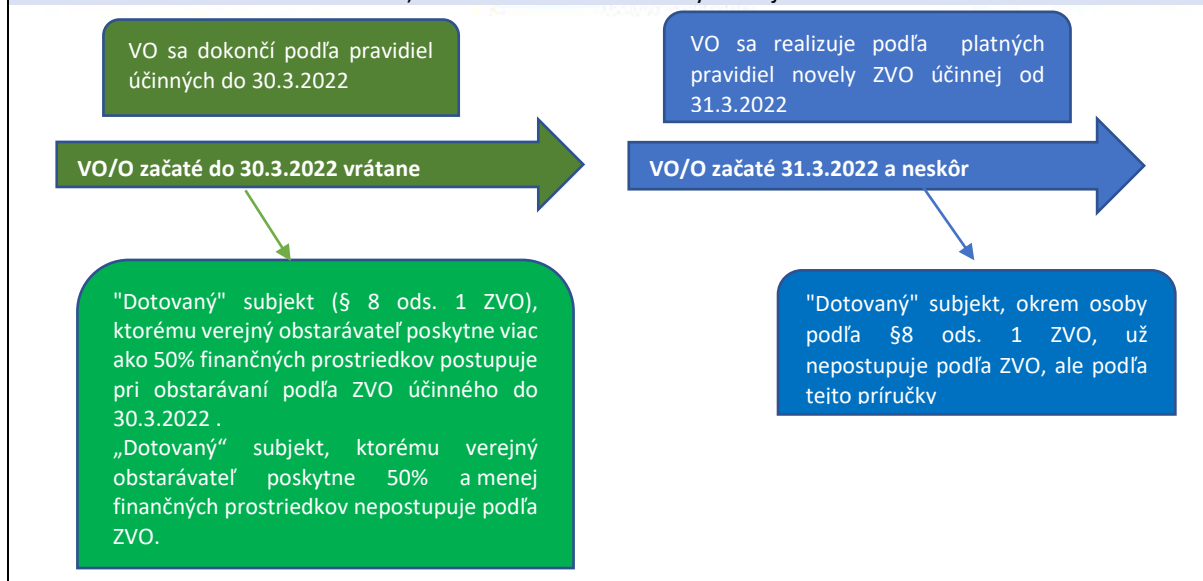 VO sa dokončí podľa pravidiel
účinných do 30.3.2022
VO sa realizuje podľa platných
pravidiel novely ZVO účinnej od
31.3.2022
VO/O začaté do 30.3.2022 vrátane
VO/O začaté 31.3.2022 a neskôr
"Dotovaný" subjekt (§ 8 ods. 1 ZVO),
ktorému verejný obstarávateľ poskytne viac
ako 50% finančných prostriedkov postupuje
pri obstarávaní podľa ZVO účinného do
30.3.2022 .
„Dotovaný“ subjekt, ktorému verejný
obstarávateľ poskytne 50% a menej
finančných prostriedkov nepostupuje podľa
ZVO.
"Dotovaný" subjekt, okrem osoby
podľa §8 ods. 1 ZVO, už
nepostupuje podľa ZVO, ale podľa
tejto príručky